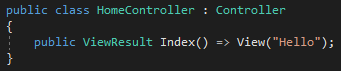 public class HomeController : Controller
{
    public ViewResult Index() => View("Hello");
}